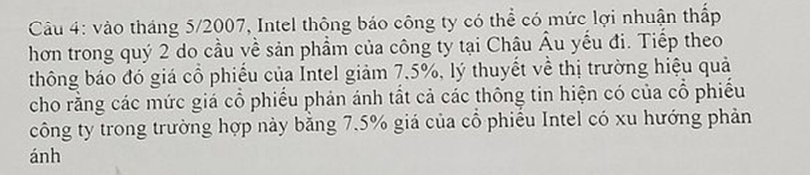 Câu 4: vào tháng 5/2007, Intel thông báo công ty có thể có mức lợi nhuận thấp
hơn trong quý 2 do cầu về sản phẩm của công ty tại Châu Âu yếu đi. Tiếp theo
thông báo đó giá cổ phiếu của Intel giảm 7,5%, lý thuyết về thị trường hiệu quả
cho rằng các mức giá cổ phiếu phản ánh tất cả các thông tin hiện có của cổ phiếu
công ty trong trường hợp này bằng 7.5% giá của cổ phiếu Intel có xu hướng phản
ánh